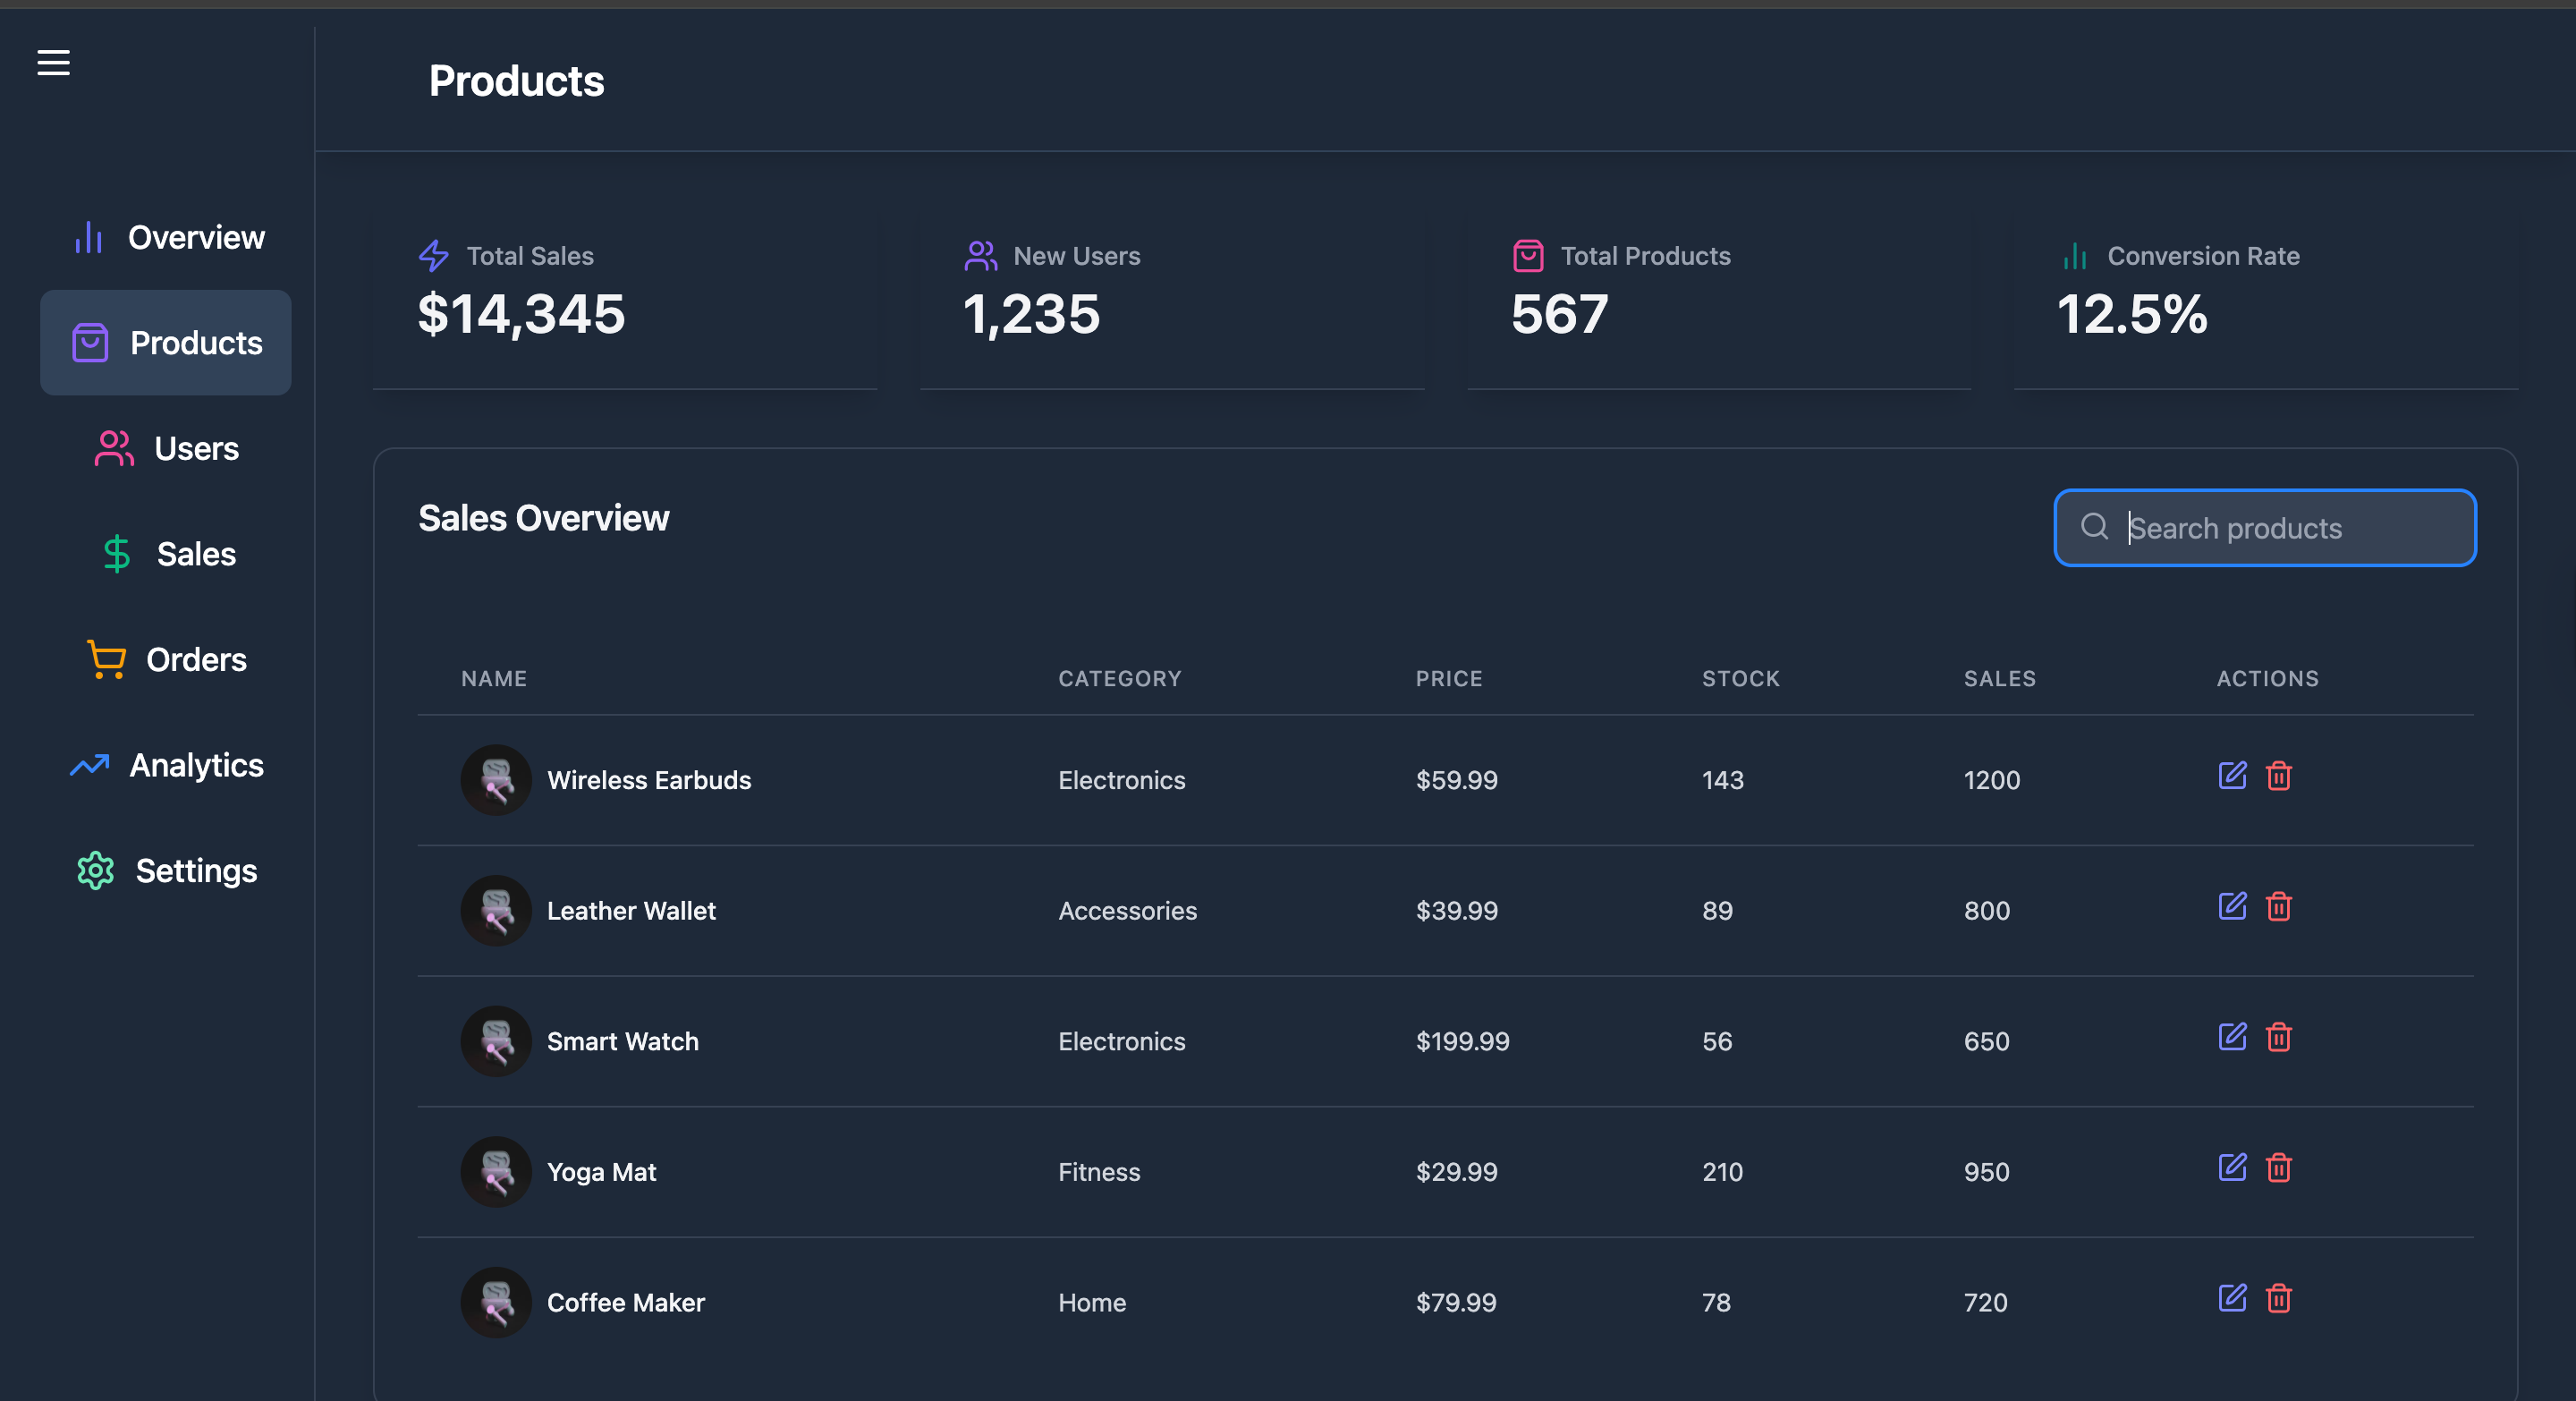 Products
Overview
Products
Users
Sales
Orders
Analytics
Settings
Total Sales
$14,345
New Users
1,235
Total Products
567
Conversion Rate
12.5%
Sales Overview
Search products
NAME CATEGORY PRICE STOCK SALES ACTIONS
Wireless Earbuds Electronics $59.99 143 1200
Leather Wallet Accessories $39.99 89 800
Smart Watch Electronics $199.99 56 650
Yoga Mat Fitness $29.99 210 950
Coffee Maker Home $79.99 78 720